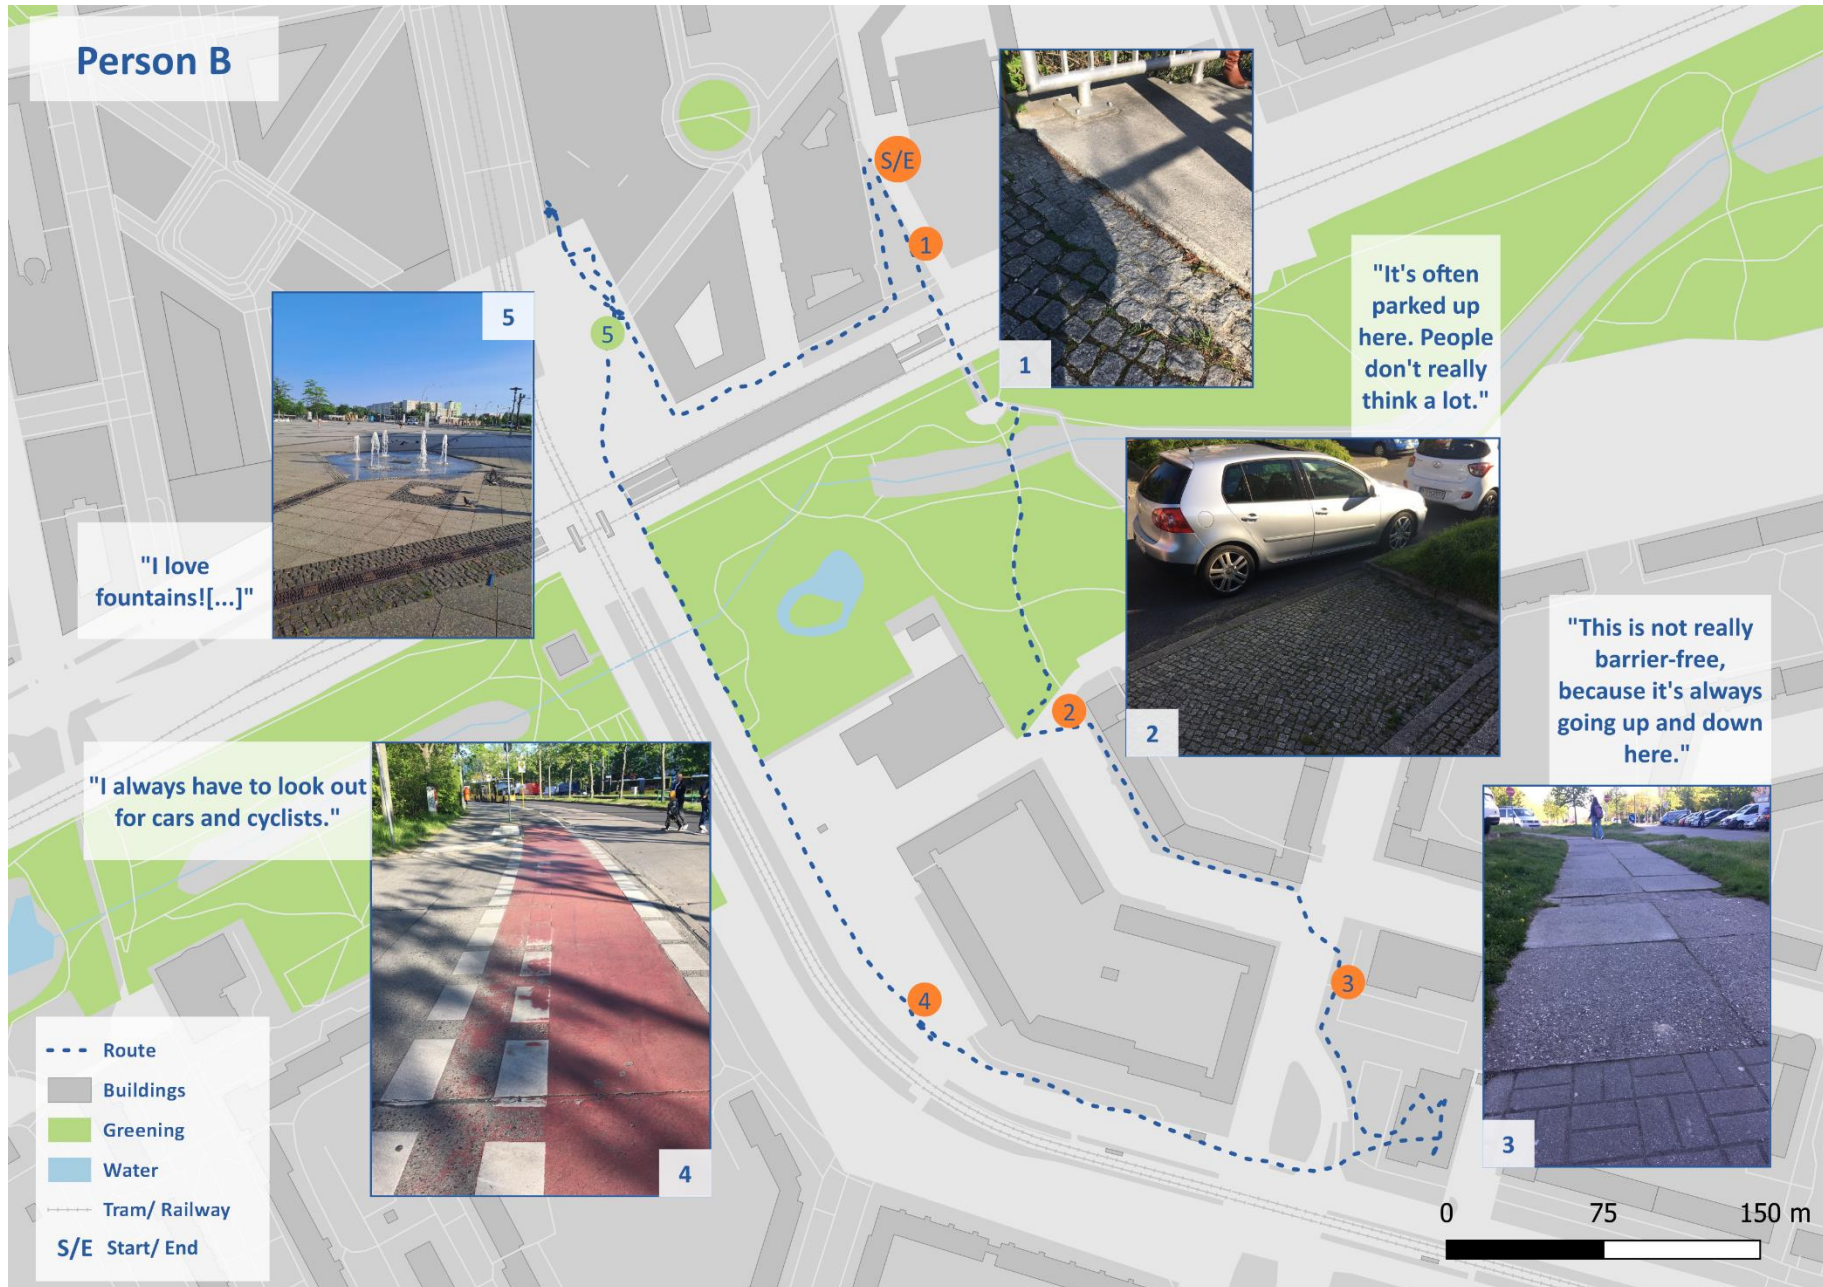 Person B
S/E
1
5
1
"It's often
parked up
here. People
don't really
think a lot."
5
"I love
fountains![...]"
2
2
"This is not really
barrier-free,
because it's always
going up and down
here."
"I always have to look out
for cars and cyclists."
4
3
4
3
Route
Buildings
Greening
Water
Tram/ Railway
S/E Start/ End
0 75 150 m